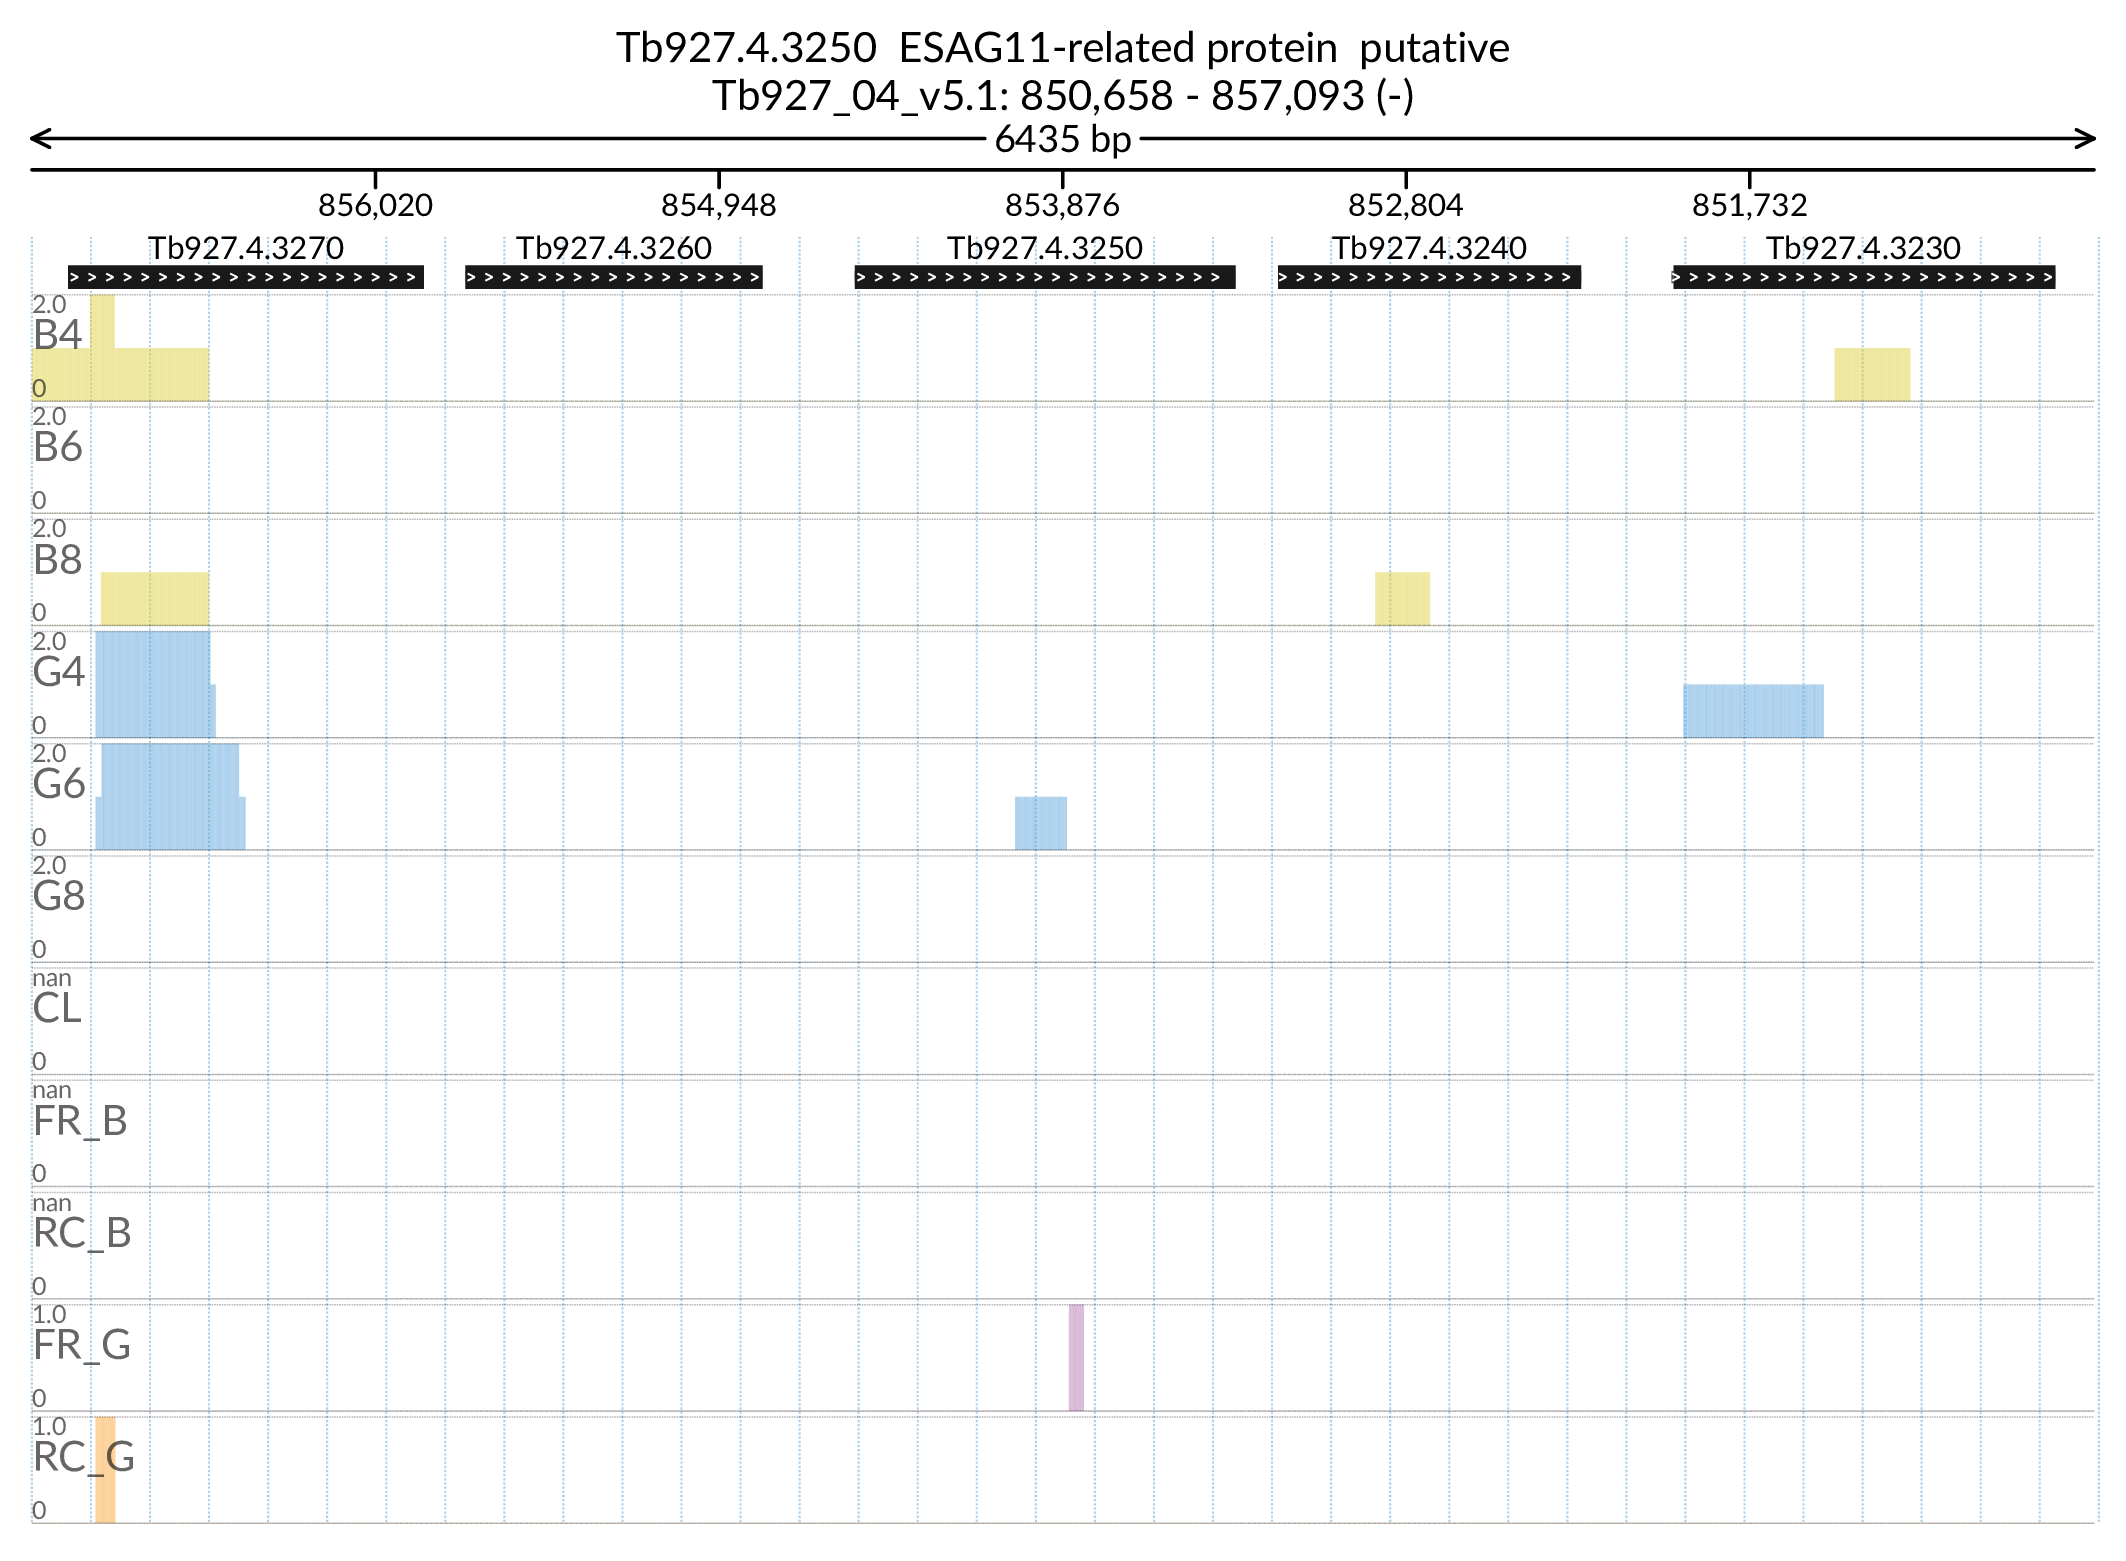 Tb927.4.3250 ESAG11-related protein putative
Tb927_04_v5.1: 850,658 - 857,093 (-)
6435 bp
856,020 854,948 853,876 852,804 851,732
Tb927.4.3270 Tb927.4.3260 Tb927.4.3250 Tb927.4.3240 Tb927.4.3230
2.0
B4
0
2.0
B6
0
2.0
B8
0
2.0
G4
0
2.0
G6
0
2.0
G8
0
nan
CL
0
nan
FR_B
0
nan
RC_B
0
1.0
FR_G
0
1.0
RC_G
0